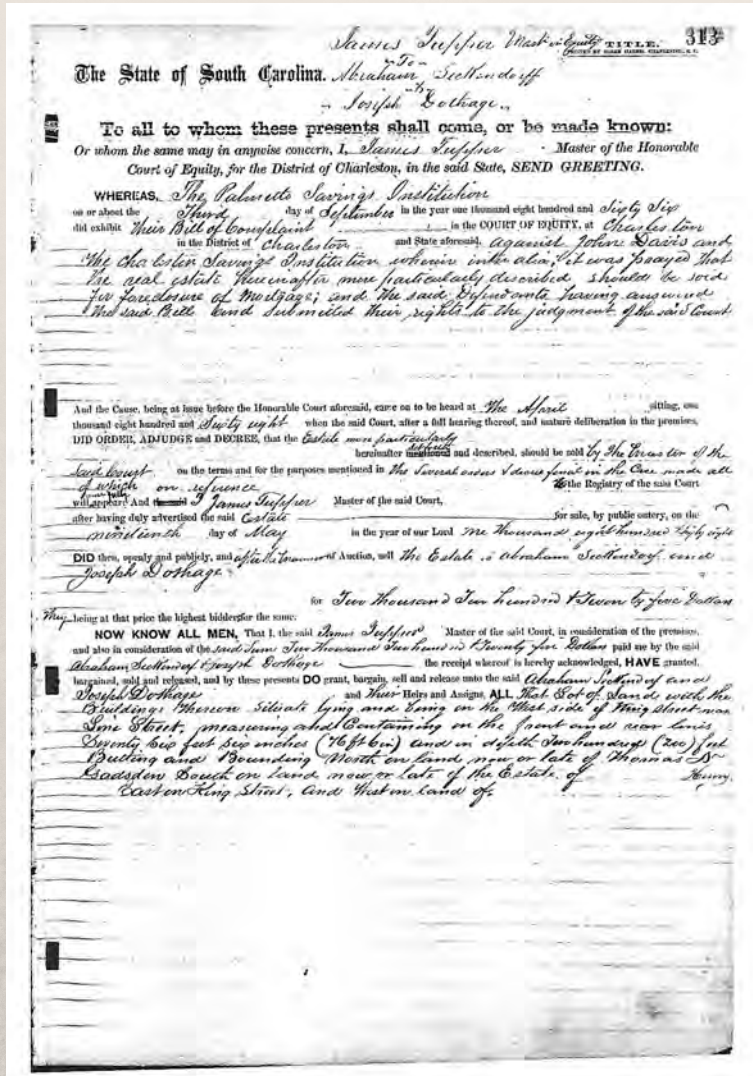 James Tupper Mast in Equity TITLE. 313
"To"
The State of South Carolina. Abraham Seckendorff
"&"
" Joseph Dothage "
To all to whom these presents shall come, or be made known:
Or whom the same may in anywise concern, I, James Tupper Master of the Honorable
Court of Equity, for the District of Charleston, in the said State, SEND GREETING.
WHEREAS, The Palmetto Savings Institution
on or about the Third day of September in the year one thousand eight hundred and Sixty Six
did exhibit their Bill of Complaint in the COURT OF EQUITY, at Charleston
in the District of Charleston and State aforesaid, against John Davis and
The Charleston Savings Institution wherein inter alia, it was prayed that
the real estate hereinafter more particularly described should be sold
for foreclosure of Mortgage; and the said Defendants having answered
the said Bill and submitted their rights to the judgment of the said Court
And the Cause, being at issue before the Honorable Court aforesaid, came on to be heard at The April sitting, one
thousand eight hundred and Sixty eight when the said Court, after a full hearing thereof, and mature deliberation in the premises,
DID ORDER, ADJUDGE and DECREE, that the Estate more particularly
hereinafter mentioned and described, should be sold by the Master of the
said Court on the terms and for the purposes mentioned in the several orders & decree final in the Case made all
of which on reference to the Registry of the said Court
will appear And I James Tupper Master of the said Court,
after having duly advertised the said Estate for sale, by public outcry, on the
nineteenth day of May in the year of our Lord one thousand eight hundred & sixty eight
DID then, openly and publicly, and after the manner of Auction, sell the Estate to Abraham Seckendorf and
Joseph Dothage
for Two thousand Two hundred & Twenty five Dollars
They being at that price the highest bidders for the same:
NOW KNOW ALL MEN, That I, the said James Tupper Master of the said Court, in consideration of the premises,
and also in consideration of the said Sum Two thousand Two hundred & Twenty five Dollars paid me by the said
Abraham Seckendorf & Joseph Dothage the receipt whereof is hereby acknowledged, HAVE granted,
bargained, sold and released, and by these presents DO grant, bargain, sell and release unto the said Abraham Seckendorf and
Joseph Dothage and their Heirs and Assigns, ALL That Lot of Land with the
Buildings thereon situate lying and being on the West side of King Street near
Line Street, measuring and Containing on the front and rear lines
Seventy Six feet six inches (76 ft 6 in) and in depth Two hundred (200) feet
Butting and Bounding North on land now or late of Thomas N
Gadsden South on land now or late of the Estate of Henry
East on King Street, and West on land of